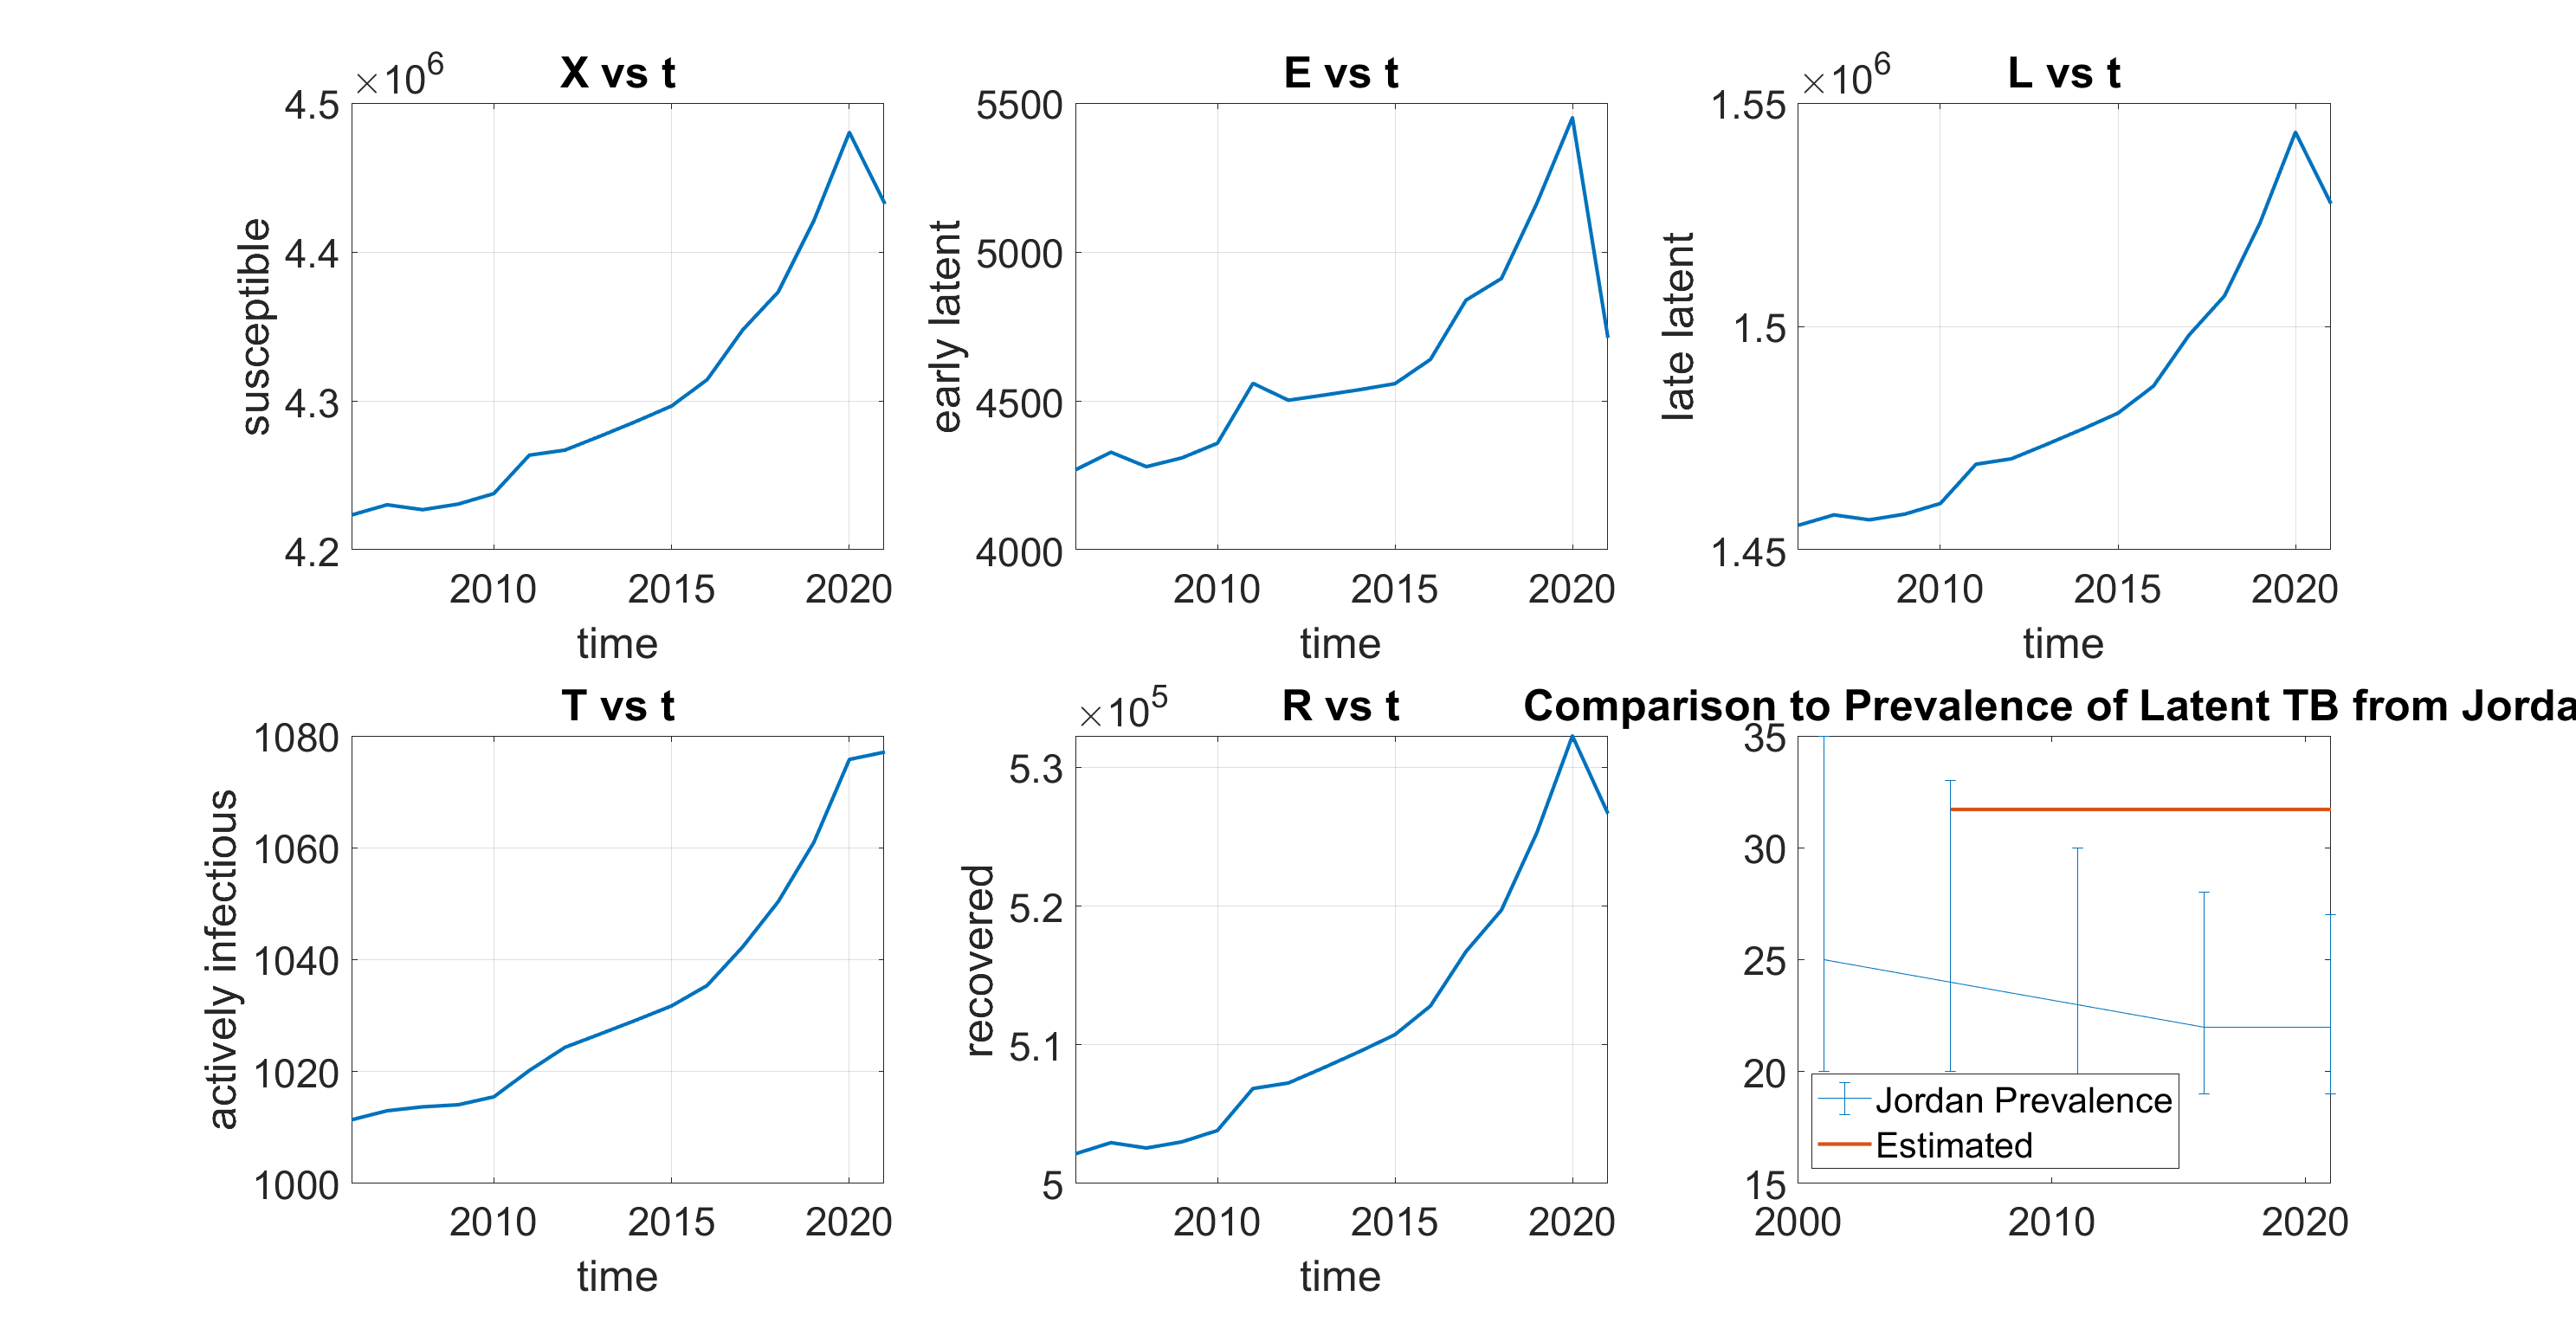 X vs t
×10^6
4.5
4.4
4.3
4.2
susceptible
2010 2015 2020
time
E vs t
5500
5000
4500
4000
early latent
2010 2015 2020
time
L vs t
×10^6
1.55
1.5
1.45
late latent
2010 2015 2020
time
T vs t
1080
1060
1040
1020
1000
actively infectious
2010 2015 2020
time
R vs t
×10^5
5.3
5.2
5.1
5
recovered
2010 2015 2020
time
Comparison to Prevalence of Latent TB from Jorda
35
30
25
20
15
Jordan Prevalence
Estimated
2000 2010 2020